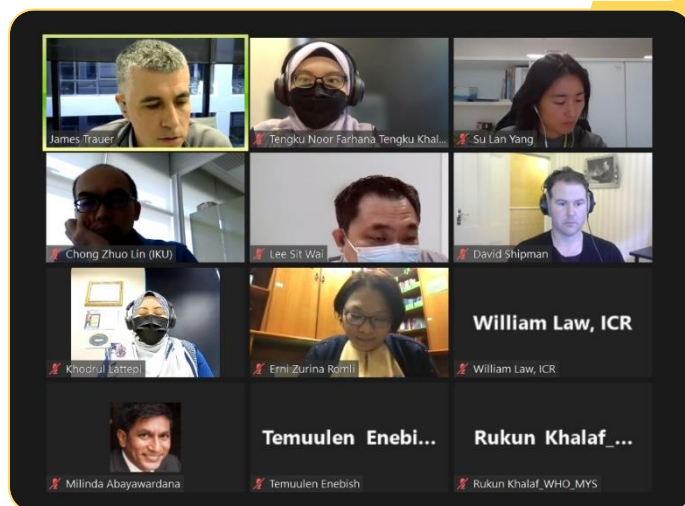 James Trauer
Tengku Noor Farhana Tengku Khal...
Su Lan Yang
Chong Zhuo Lin (IKU)
Lee Sit Wai
David Shipman
Khodrul Lattepi
Erni Zurina Romli
William Law, ICR
William Law, ICR
Milinda Abayawardana
Temuulen Enebi...
Temuulen Enebish
Rukun Khalaf_...
Rukun Khalaf_WHO_MYS